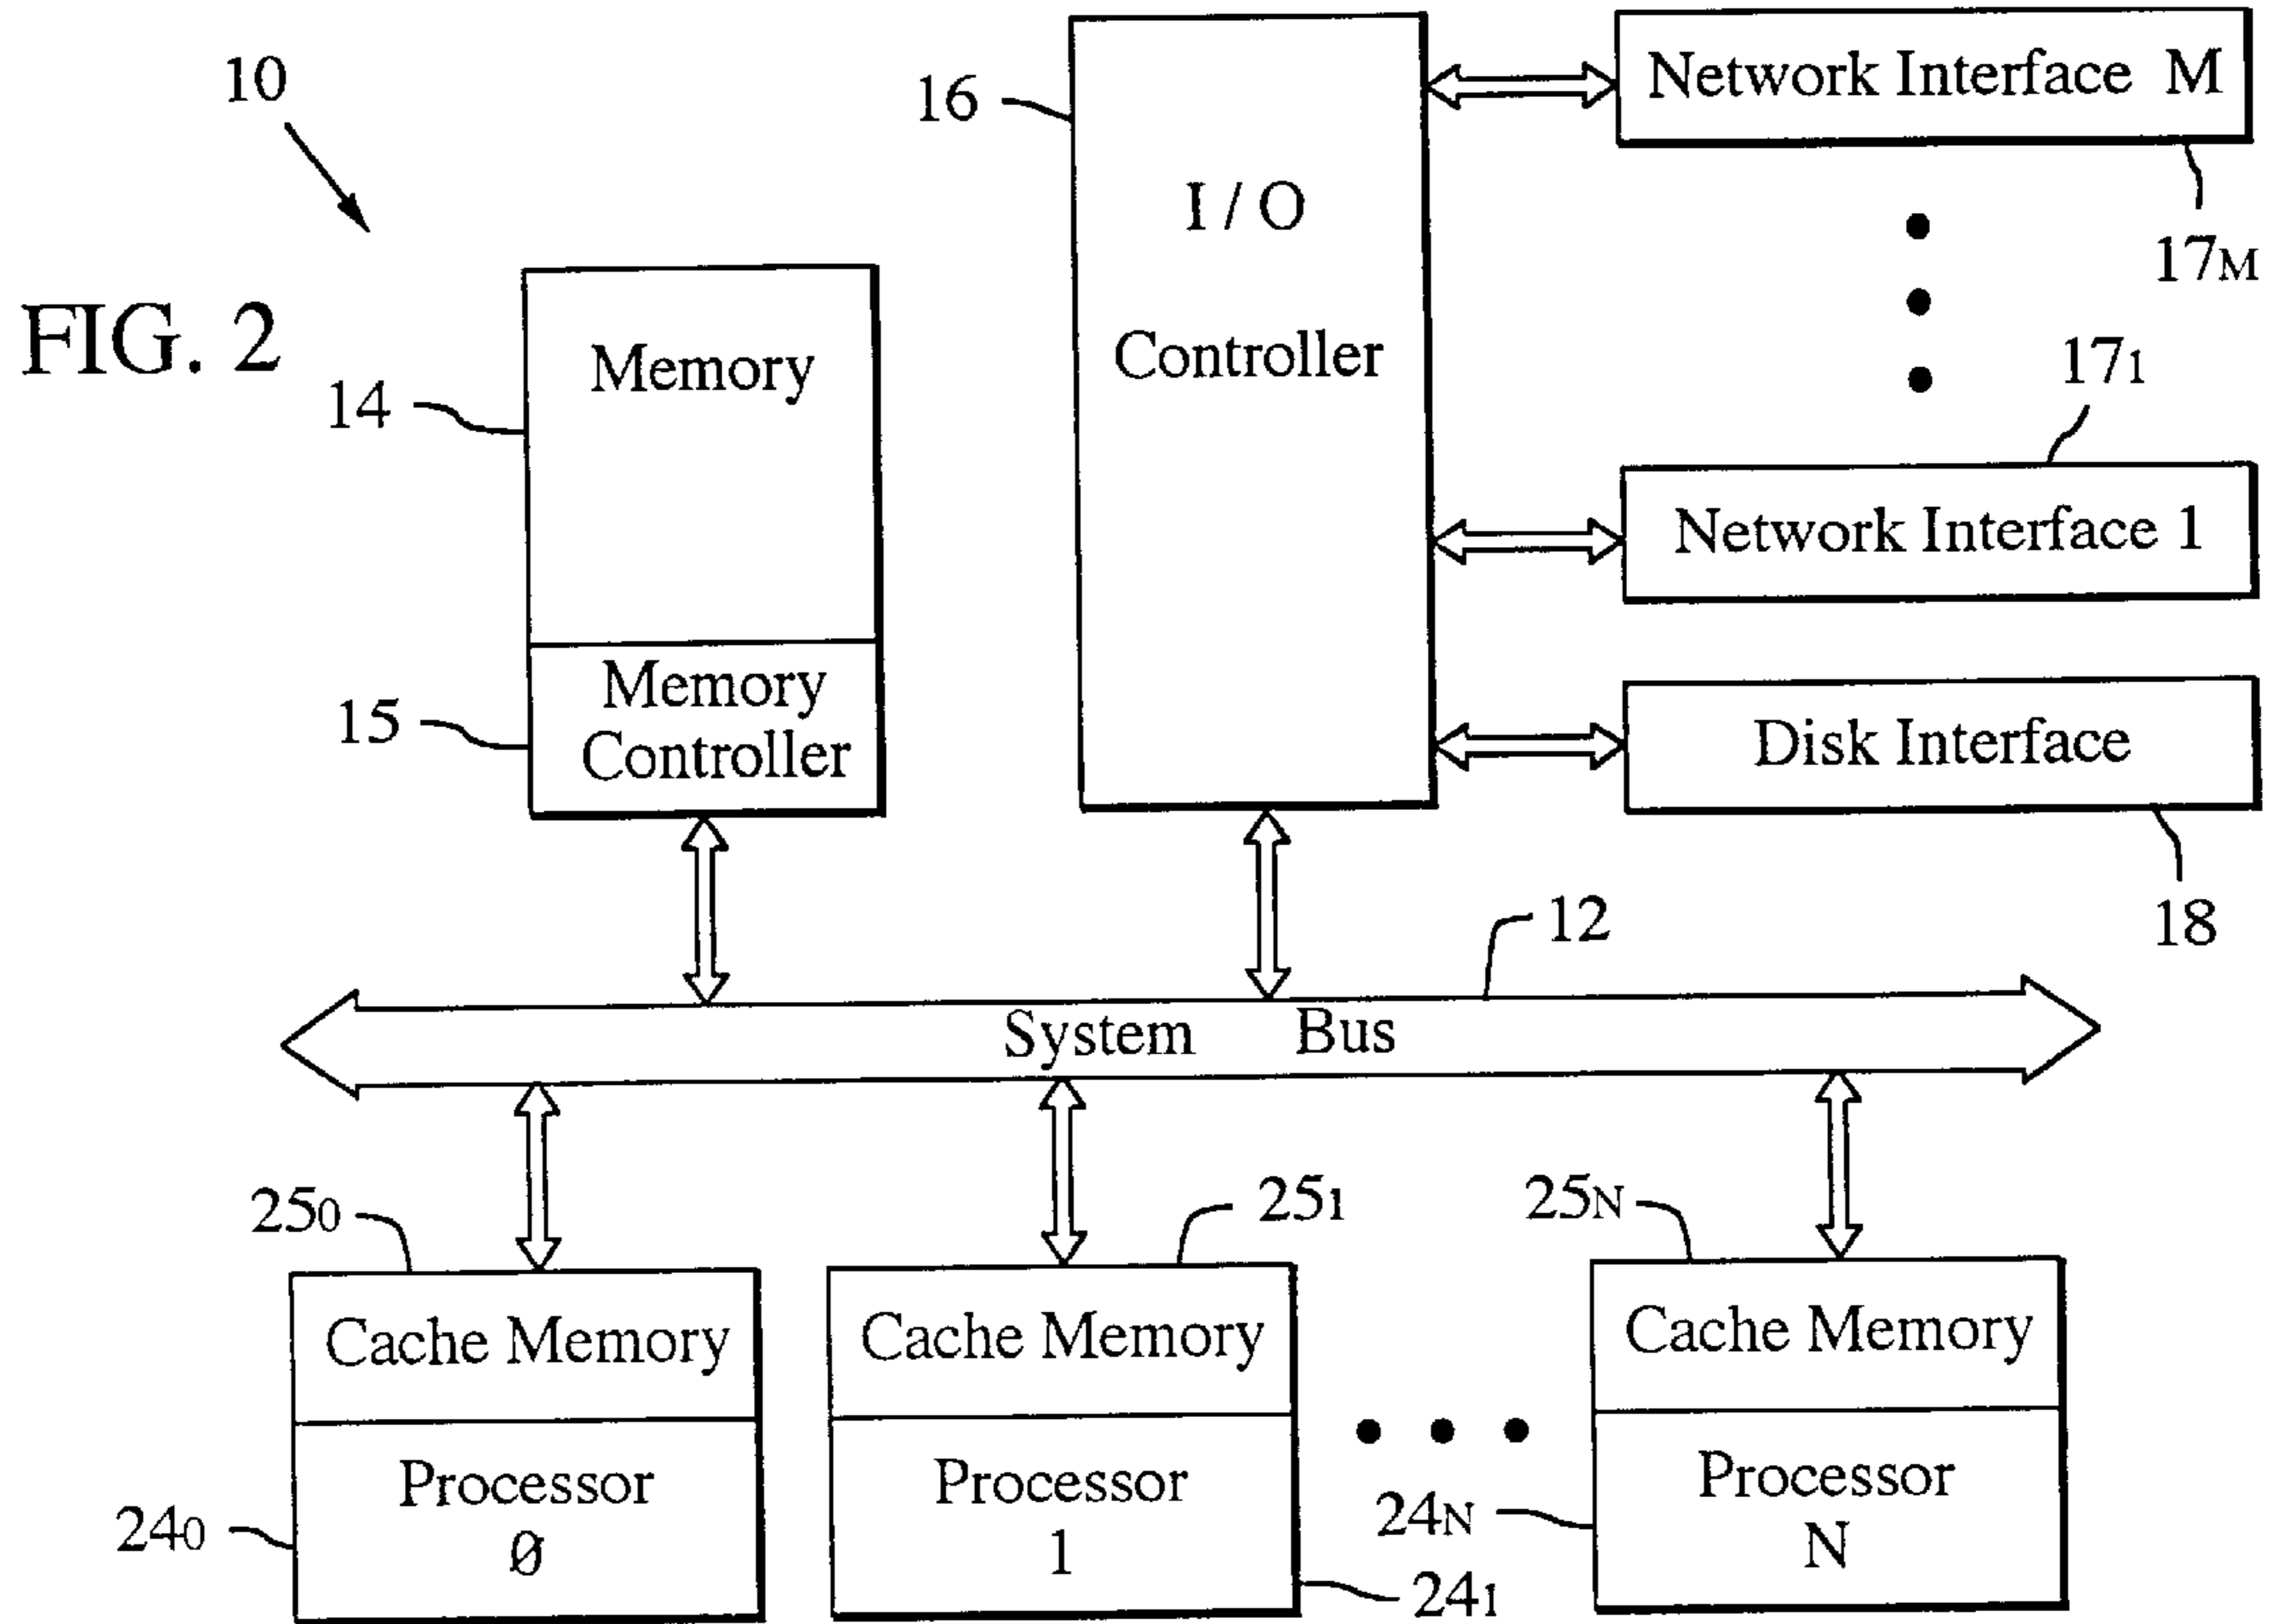 10
FIG. 2
16
I / O
Controller
Network Interface M
17M
171
Network Interface 1
Disk Interface
18
14
Memory
15
Memory
Controller
12
System Bus
250
251
25N
Cache Memory
Cache Memory
Cache Memory
Processor
0
Processor
1
Processor
N
240
241
24N